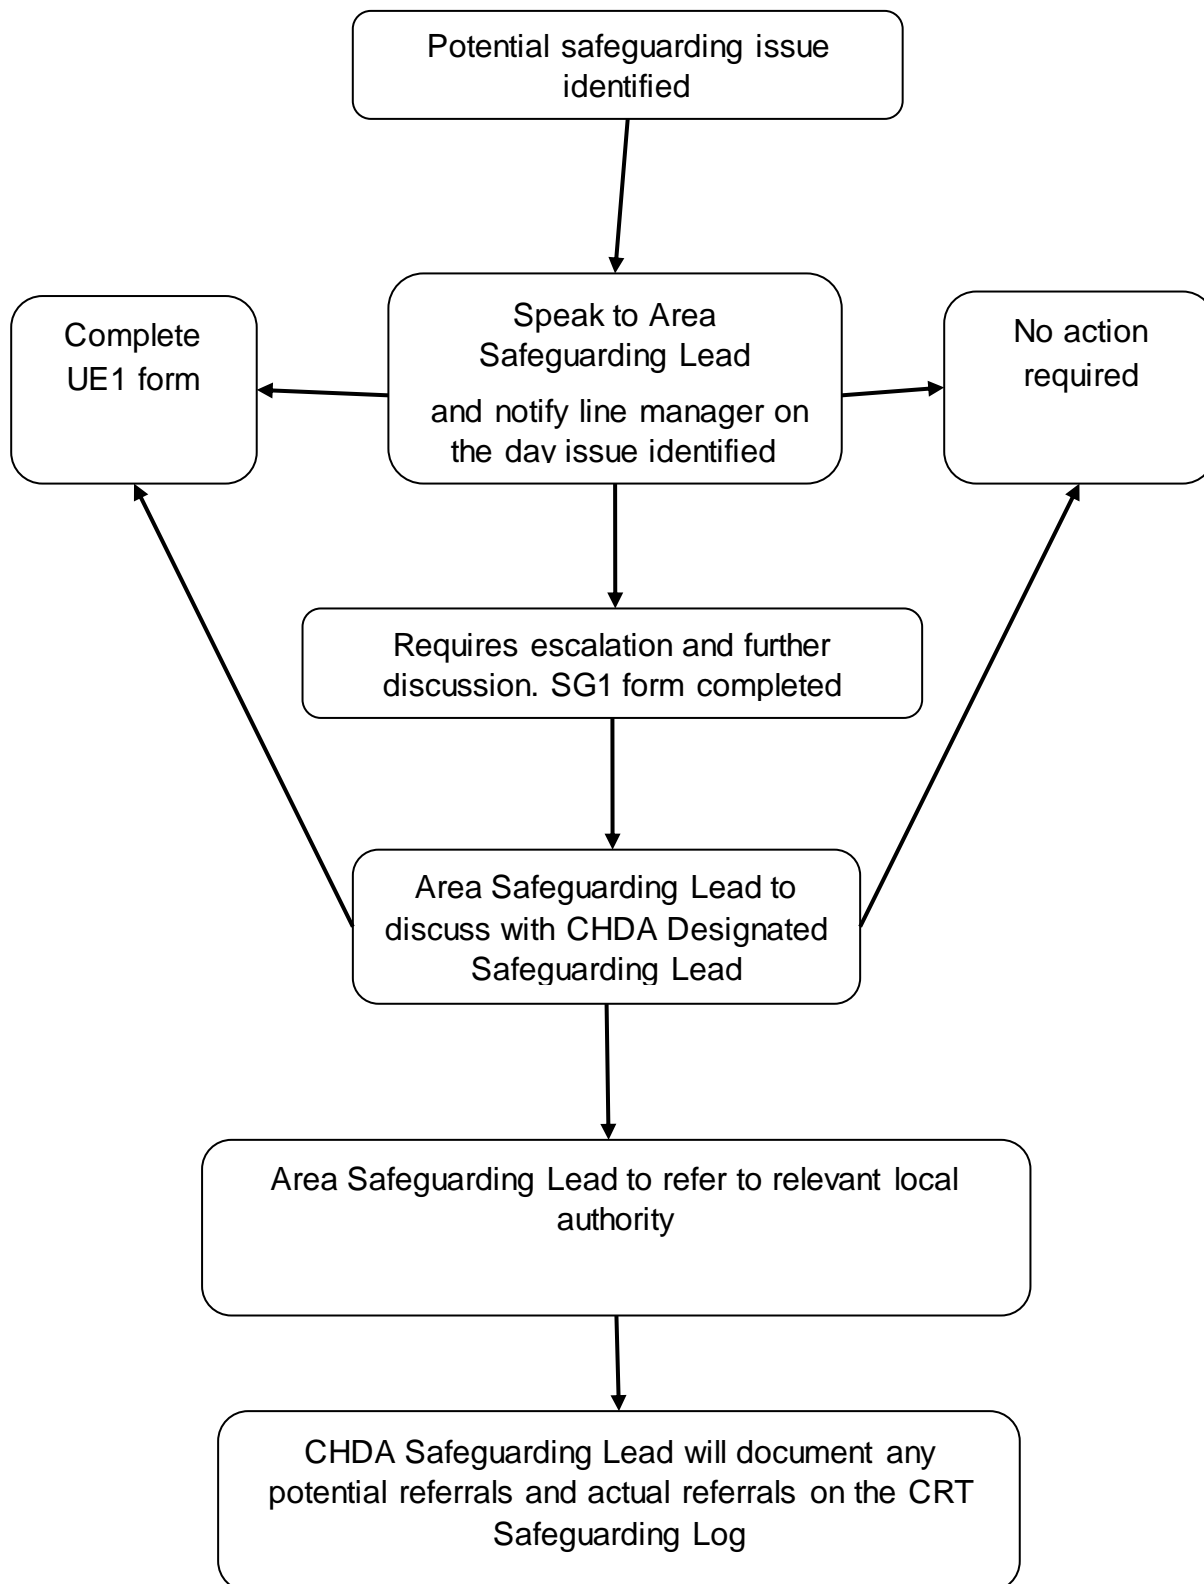 Potential safeguarding issue
identified
Speak to Area
Safeguarding Lead
and notify line manager on
the day issue identified
Complete
UE1 form
No action
required
Requires escalation and further
discussion. SG1 form completed
Area Safeguarding Lead to
discuss with CHDA Designated
Safeguarding Lead
Area Safeguarding Lead to refer to relevant local
authority
CHDA Safeguarding Lead will document any
potential referrals and actual referrals on the CRT
Safeguarding Log